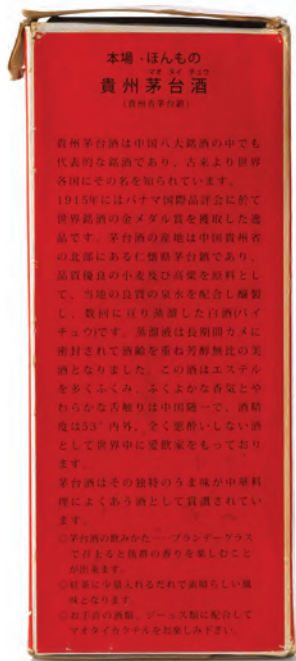 本場・ほんもの
マオ タイ チュウ
貴州茅台酒
(貴州省茅台鎮)
貴州茅台酒は中国八大銘酒の中でも
代表的な銘酒であり、古来より世界
各国にその名を知られています。
1915年にはパナマ国際品評会に於て
世界銘酒の金メダル賞を獲取した逸
品です。茅台酒の産地は中国貴州省
の北部にある仁懐県茅台鎮であり、
品質優良の小麦及び高粱を原料とし
て、当地の良質の泉水を配合し醸製
し、数回に亘り蒸溜した白酒(パイ
チュウ)です。蒸溜液は長期間カメに
密封されて酒齢を重ね芳醇無比の美
酒となりました。この酒はエステル
を多くふくみ、ふくよかな香気とや
わらかな舌触りは中国随一で、酒精
度は53°内外、全く悪酔いしない酒
として世界中に愛飲家をもっており
ます。
茅台酒はその独特のうま味が中華料
理によくあう酒として賞讃されてい
ます。
◎茅台酒の飲みかた──ブランデーグラス
で召上ると抜群の香りを楽しむこと
が出来ます。
◎紅茶に少量入れるだけで素晴らしい風
味となります。
◎お手許の酒類、ジュース類に配合して
マオタイカクテルをお楽しみ下さい。